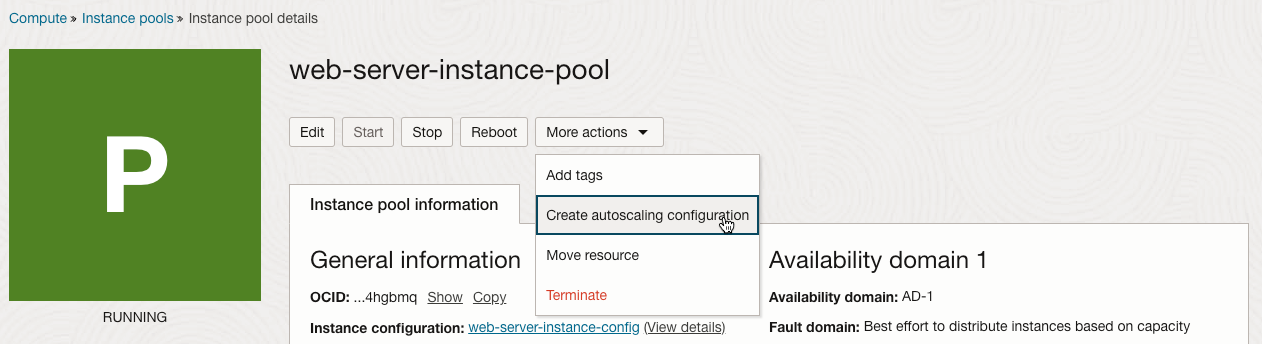 Compute » Instance pools » Instance pool details
P
RUNNING
web-server-instance-pool
Edit Start Stop Reboot More actions
Add tags
Create autoscaling configuration
Move resource
Terminate
Instance pool information
General information
OCID: ...4hgbmq Show Copy
Instance configuration: web-server-instance-config (View details)
Availability domain 1
Availability domain: AD-1
Fault domain: Best effort to distribute instances based on capacity